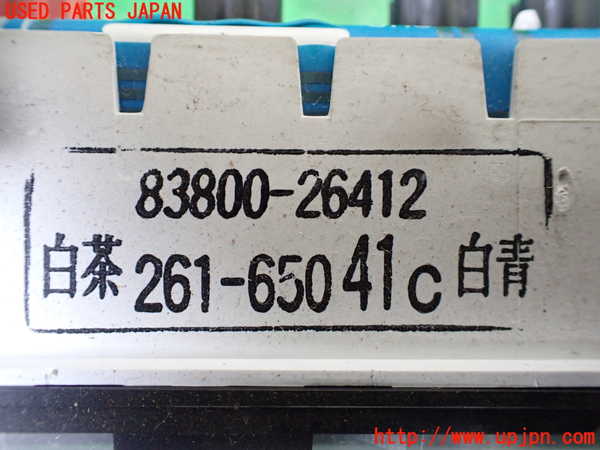 USED PARTS JAPAN
83800-26412
白茶 261-650 41 C 白青
http://www.upjpn.com/